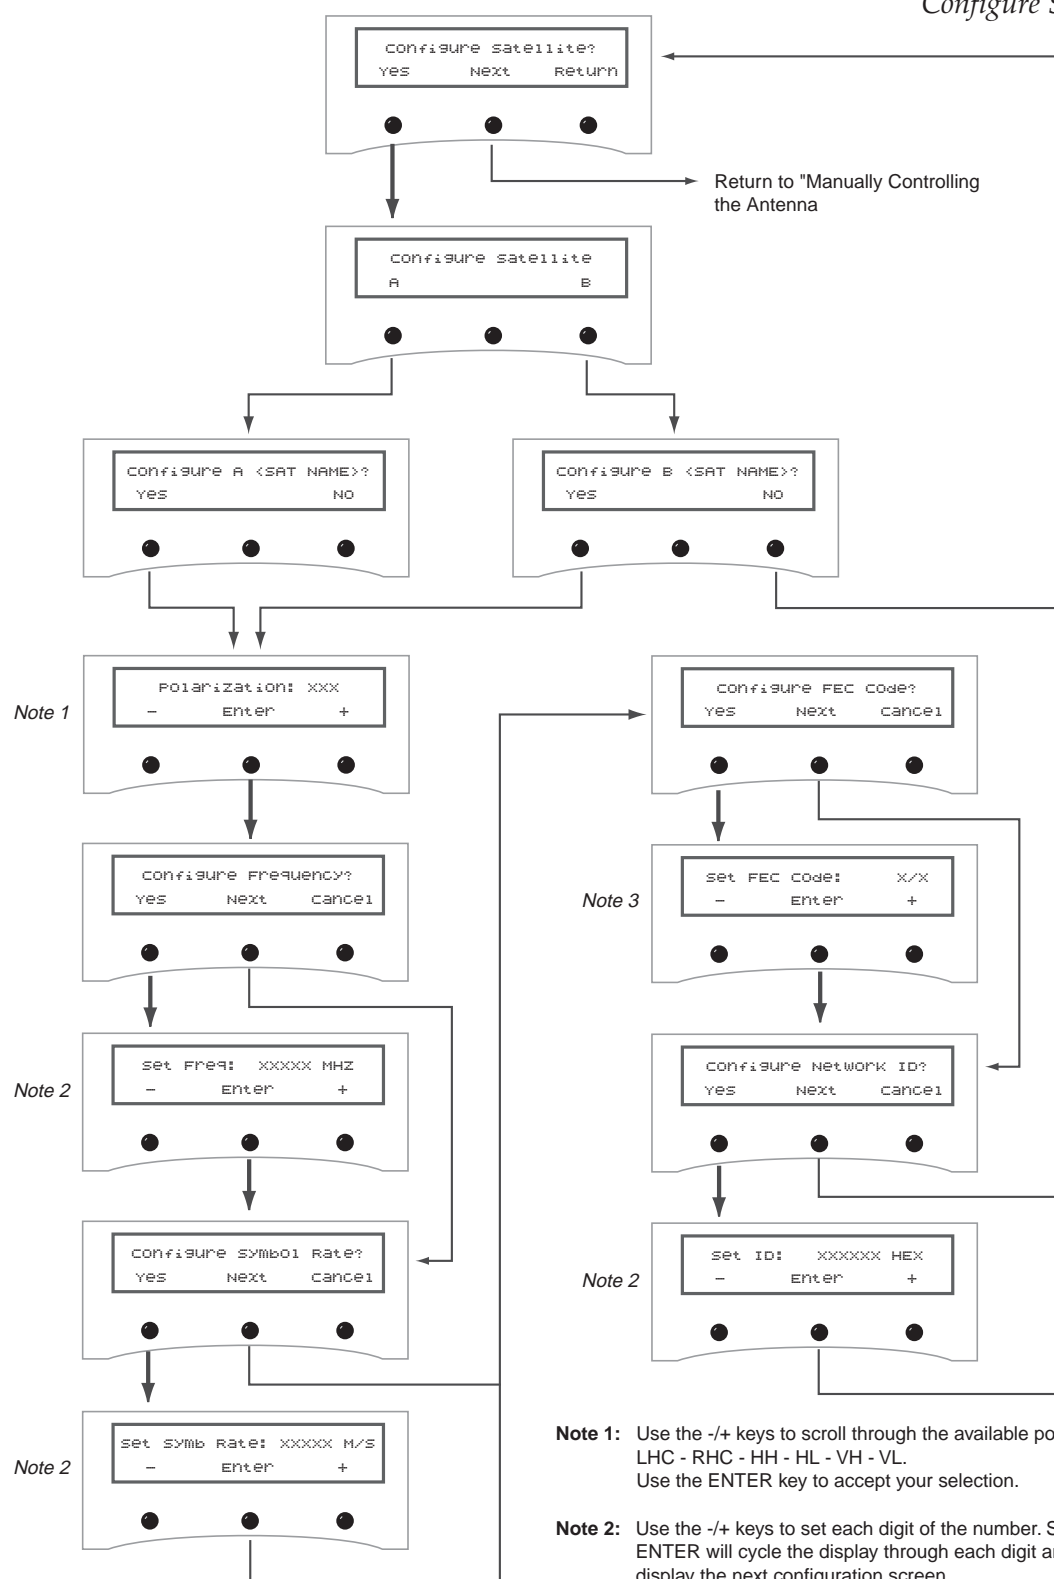 Configure
Configure Satellite?
Yes Next Return
Return to "Manually Controlling
the Antenna
Configure Satellite
A B
Configure A <SAT NAME>?
Yes NO
Configure B <SAT NAME>?
Yes NO
Note 1
Polarization: XXX
- Enter +
Configure FEC Code?
Yes Next Cancel
Configure Frequency?
Yes Next Cancel
Note 3
Set FEC Code: X/X
- Enter +
Note 2
Set Freq: XXXXX MHZ
- Enter +
Configure Network ID?
Yes Next Cancel
Configure Symbol Rate?
Yes Next Cancel
Note 2
Set ID: XXXXXX HEX
- Enter +
Note 2
Set Symb Rate: XXXXX M/S
- Enter +
Note 1: Use the -/+ keys to scroll through the available
LHC - RHC - HH - HL - VH - VL.
Use the ENTER key to accept your selection.
Note 2: Use the -/+ keys to set each digit of the number.
ENTER will cycle the display through each digit
display the next configuration screen